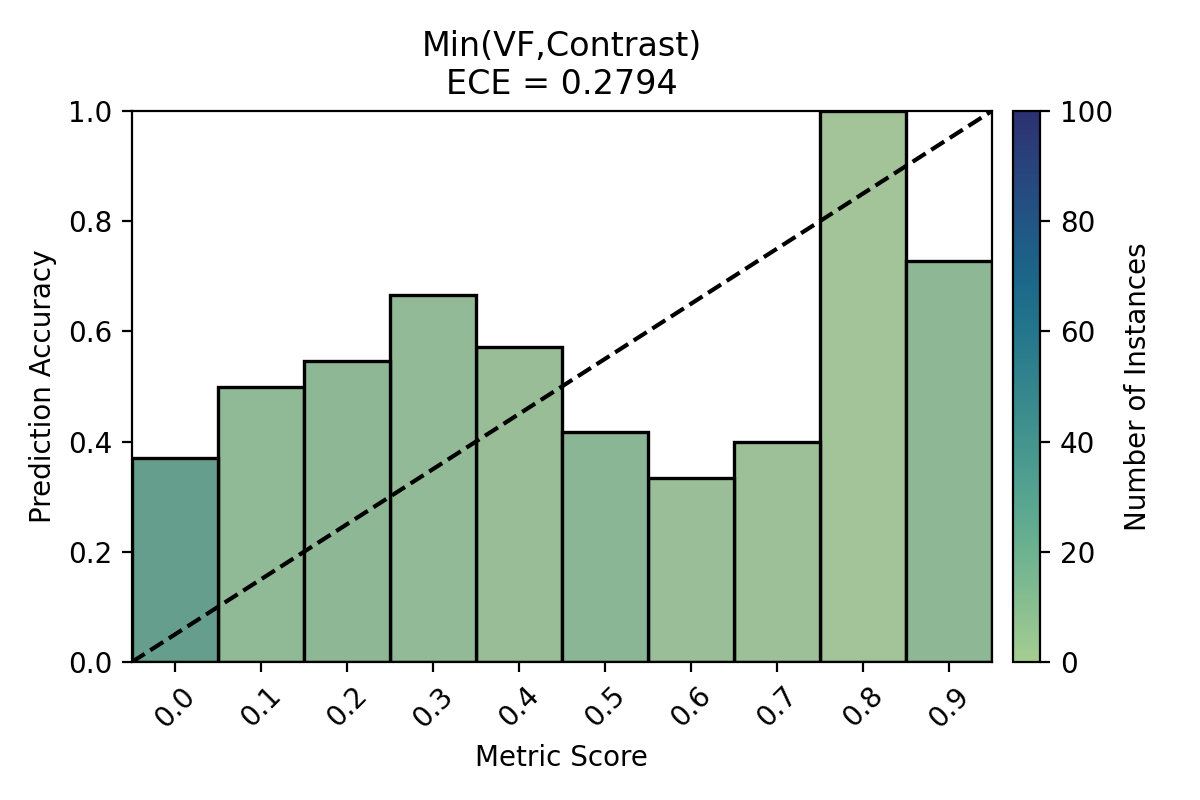 Min(VF,Contrast)
ECE = 0.2794
Prediction Accuracy
1.0
0.8
0.6
0.4
0.2
0.0
0.0 0.1 0.2 0.3 0.4 0.5 0.6 0.7 0.8 0.9
Metric Score
100
80
60
40
20
0
Number of Instances